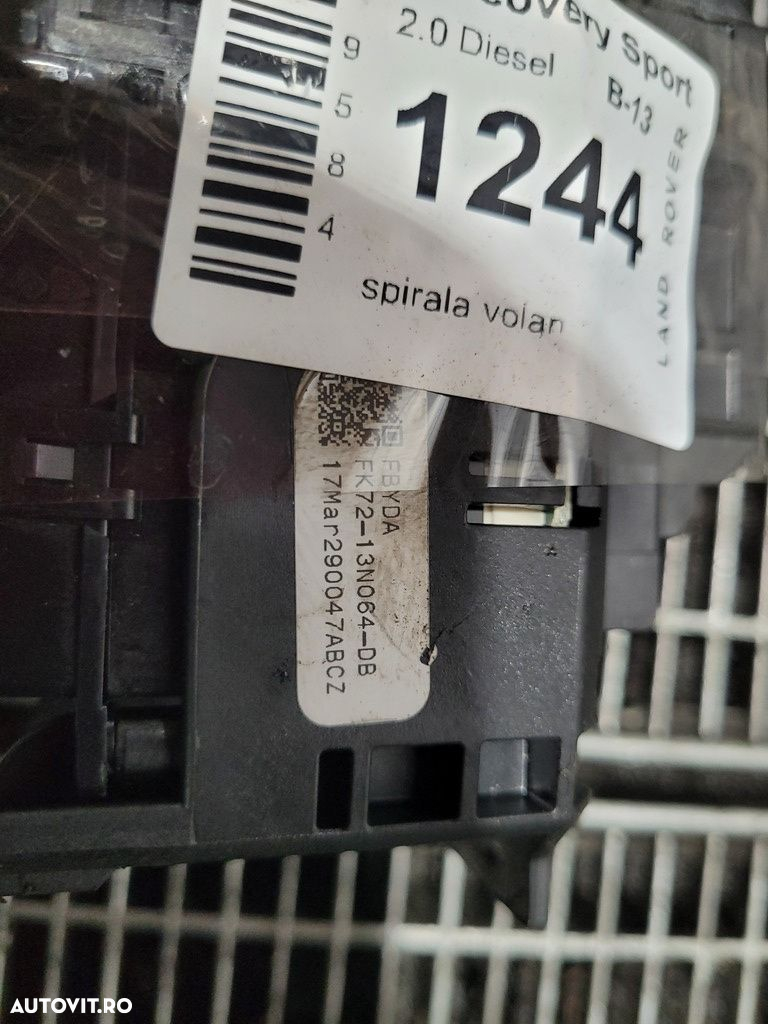 covery Sport
2.0 Diesel
B-13
1244
LAND ROVER
spirala volan
9
5
8
4
FBYDA
FK72-13N064-DB
17Mar290047ABCZ
AUTOVIT.RO